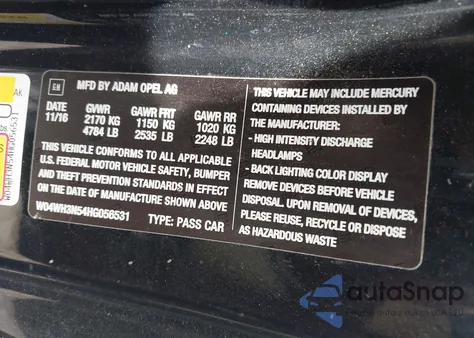 GM
MFD BY ADAM OPEL AG
DATE GVWR GAWR FRT GAWR RR
11/16 2170 KG 1150 KG 1020 KG
4784 LB 2535 LB 2248 LB
THIS VEHICLE CONFORMS TO ALL APPLICABLE
U.S. FEDERAL MOTOR VEHICLE SAFETY, BUMPER
AND THEFT PREVENTION STANDARDS IN EFFECT
ON THE DATE OF MANUFACTURE SHOWN ABOVE.
W04WH3N54HG056531 TYPE: PASS CAR
THIS VEHICLE MAY INCLUDE MERCURY
CONTAINING DEVICES INSTALLED BY
THE MANUFACTURER:
- HIGH INTENSITY DISCHARGE
HEADLAMPS
- BACK LIGHTING COLOR DISPLAY
REMOVE DEVICES BEFORE VEHICLE
DISPOSAL. UPON REMOVAL OF DEVICES,
PLEASE REUSE, RECYCLE OR DISPOSE
AS HAZARDOUS WASTE
AK
W04WH3N54HG056531
autoSnap